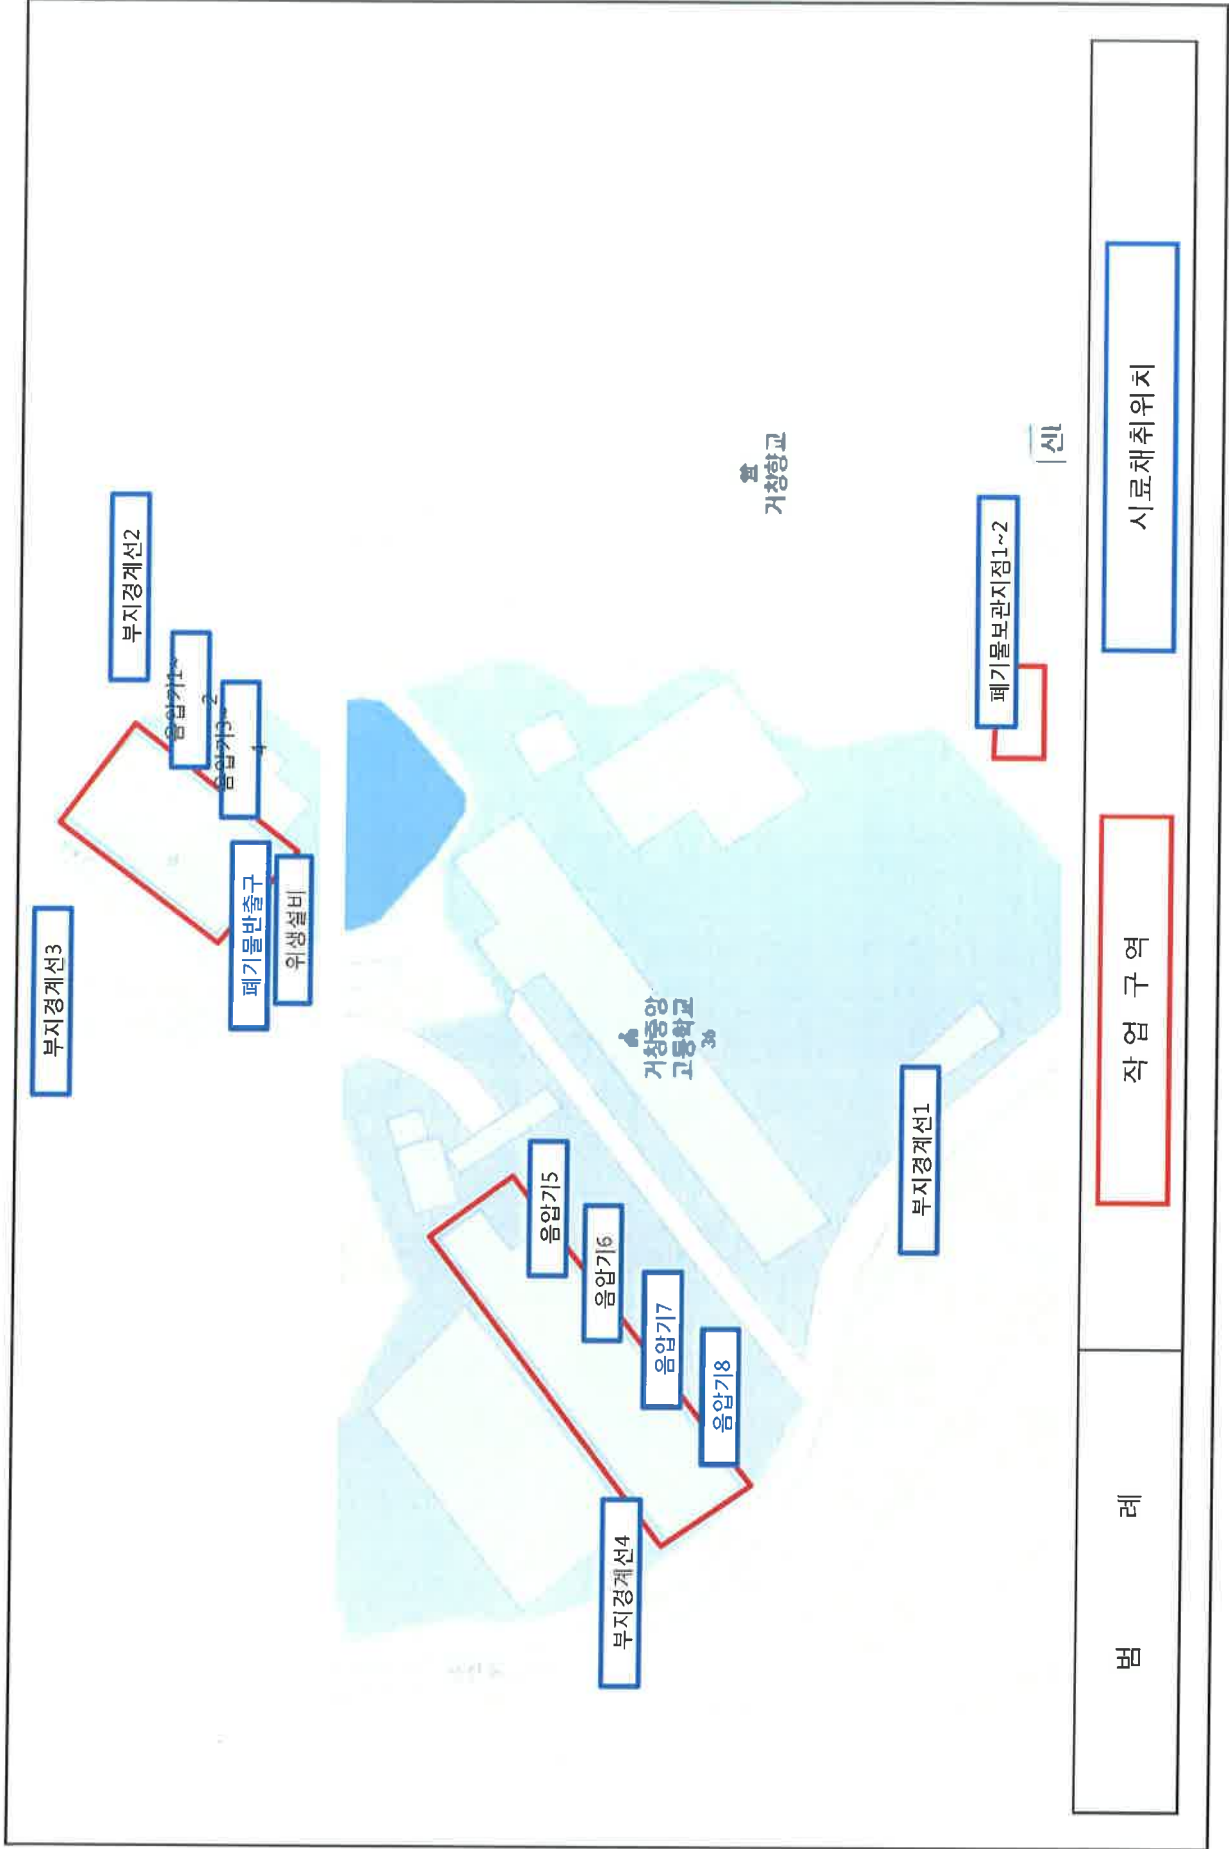 부지경계선3
부지경계선2
음압기1~
2
음압기3~
4
폐기물반출구
위생설비
거창향교
거창중앙
고등학교
36
음압기5
음압기6
음압기7
음압기8
부지경계선4
부지경계선1
폐기물보관지점1~2
범 례
작 업 구 역
시료채취위치